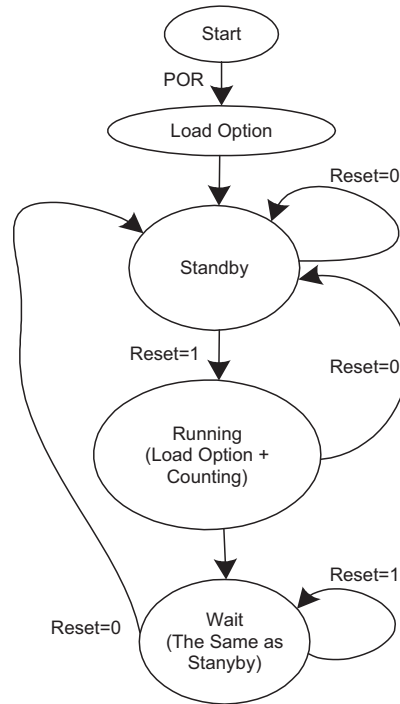 Start
POR
Load Option
Reset=0
Standby
Reset=1
Reset=0
Running
(Load Option +
Counting)
Reset=1
Wait
(The Same as
Stanyby)
Reset=0